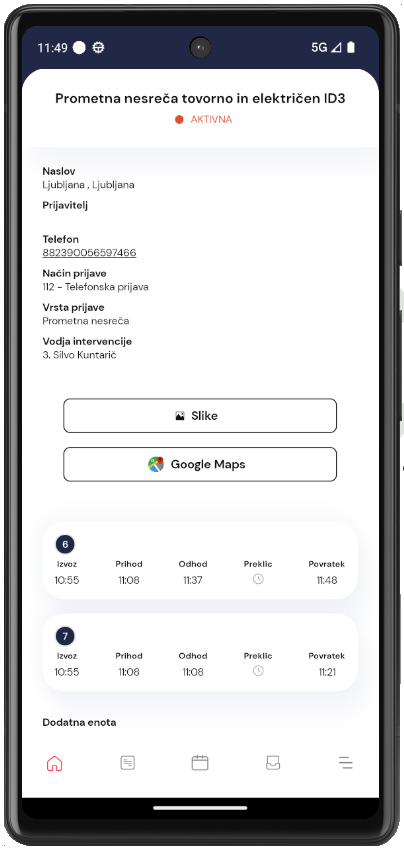 11:49
5G
Prometna nesreča tovorno in električen ID3
AKTIVNA
Naslov
Ljubljana , Ljubljana
Prijavitelj
Telefon
882390056597466
Način prijave
112 - Telefonska prijava
Vrsta prijave
Prometna nesreča
Vodja intervencije
3. Silvo Kuntarič
Slike
Google Maps
6
Izvoz Prihod Odhod Preklic Povratek
10:55 11:08 11:37 11:48
7
Izvoz Prihod Odhod Preklic Povratek
10:55 11:08 11:08 11:21
Dodatna enota